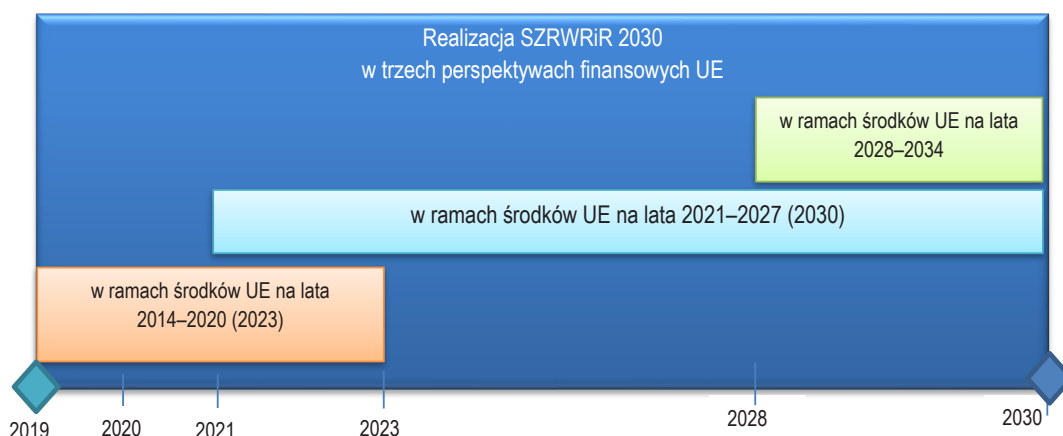 Realizacja SZRWRiR 2030
w trzech perspektywach finansowych UE
w ramach środków UE na lata
2028–2034
w ramach środków UE na lata 2021–2027 (2030)
w ramach środków UE na lata
2014–2020 (2023)
2019 2020 2021 2023 2028 2030